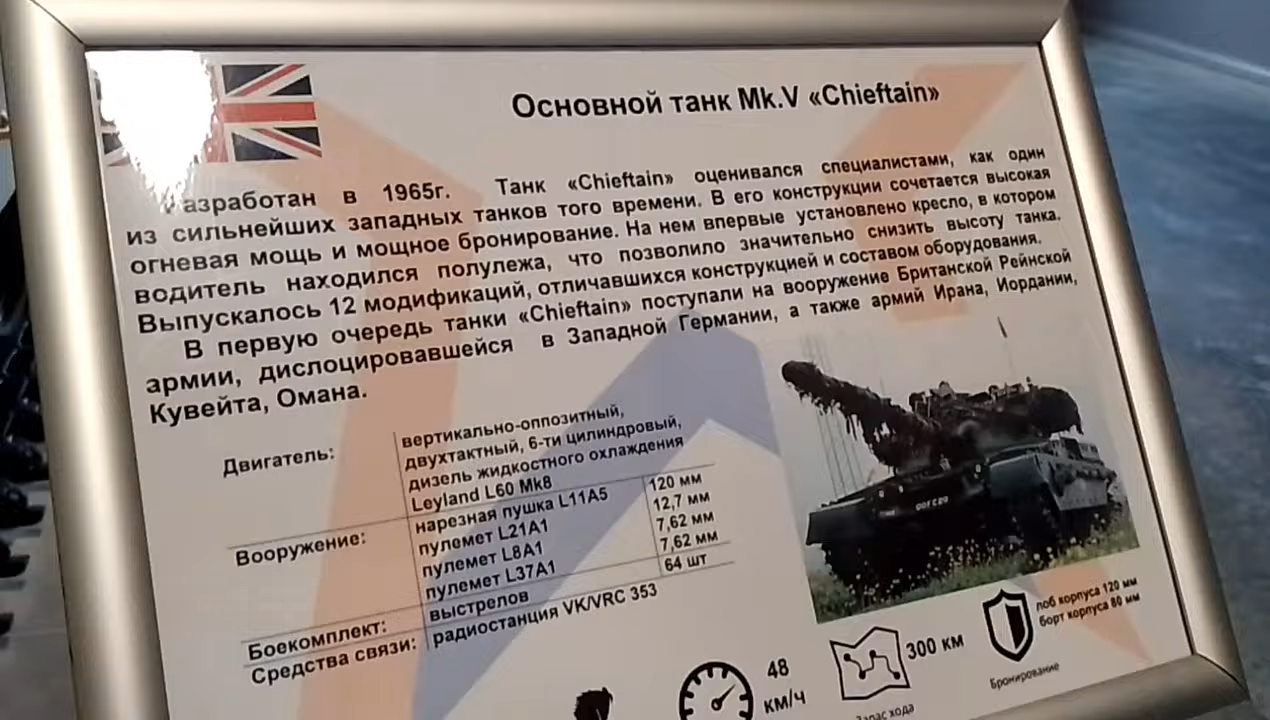 Основной танк Mk.V «Chieftain»
Разработан в 1965г. Танк «Chieftain» оценивался специалистами, как один
из сильнейших западных танков того времени. В его конструкции сочетается высокая
огневая мощь и мощное бронирование. На нем впервые установлено кресло, в котором
водитель находился полулежа, что позволило значительно снизить высоту танка.
Выпускалось 12 модификаций, отличавшихся конструкцией и составом оборудования.
В первую очередь танки «Chieftain» поступали на вооружение Британской Рейнской
армии, дислоцировавшейся в Западной Германии, а также армий Ирана, Иордании,
Кувейта, Омана.
Двигатель: вертикально-оппозитный,
двухтактный, 6-ти цилиндровый,
дизель жидкостного охлаждения
Leyland L60 Mk8
Вооружение: нарезная пушка L11A5 120 мм
пулемет L21A1 12,7 мм
пулемет L8A1 7,62 мм
пулемет L37A1 7,62 мм
Боекомплект: выстрелов 64 шт
Средства связи: радиостанция VK/VRC 353
48
км/ч
300 км
Запас хода
лоб корпуса 120 мм
борт корпуса 80 мм
Бронирование